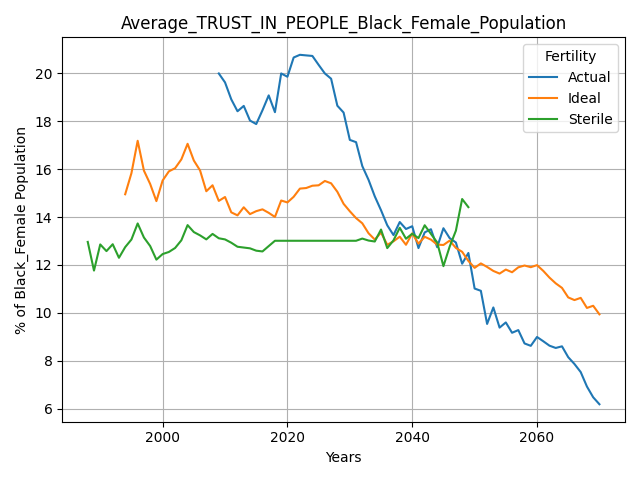 Average_TRUST_IN_PEOPLE_Black_Female_Population
Fertility
Actual
Ideal
Sterile
% of Black_Female Population
20
18
16
14
12
10
8
6
2000 2020 2040 2060
Years